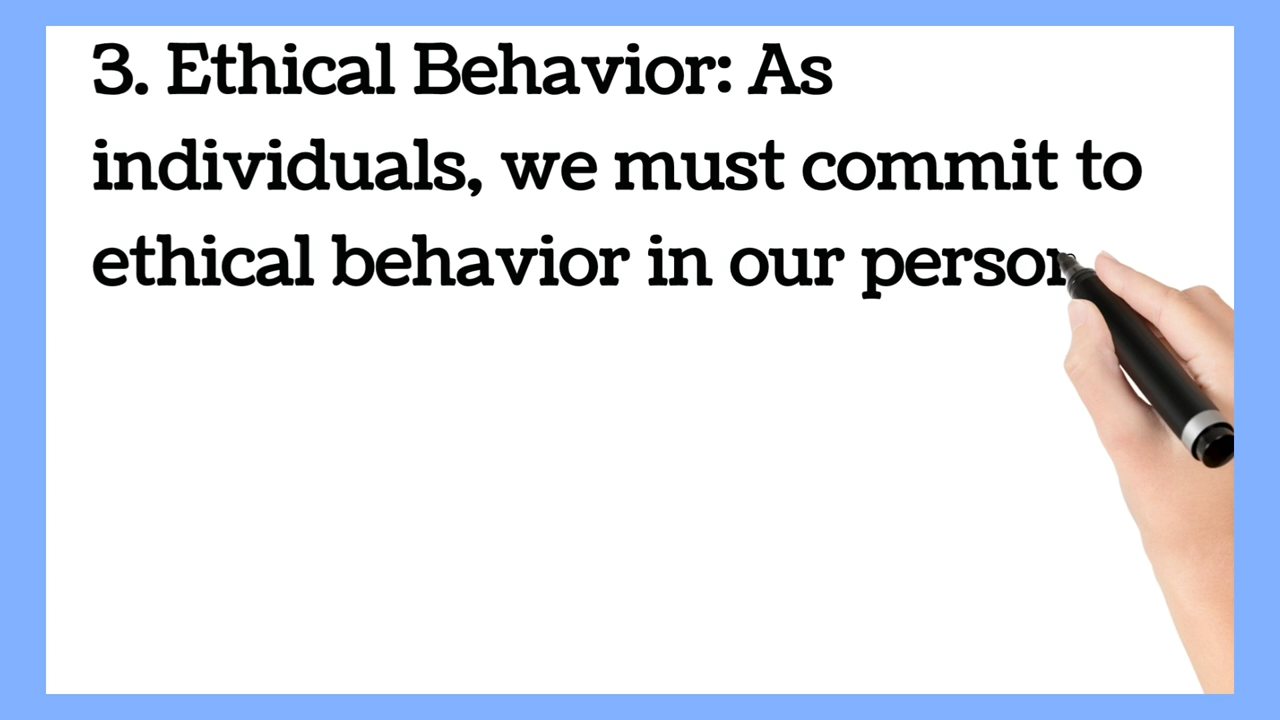 3. Ethical Behavior: As
individuals, we must commit to
ethical behavior in our person